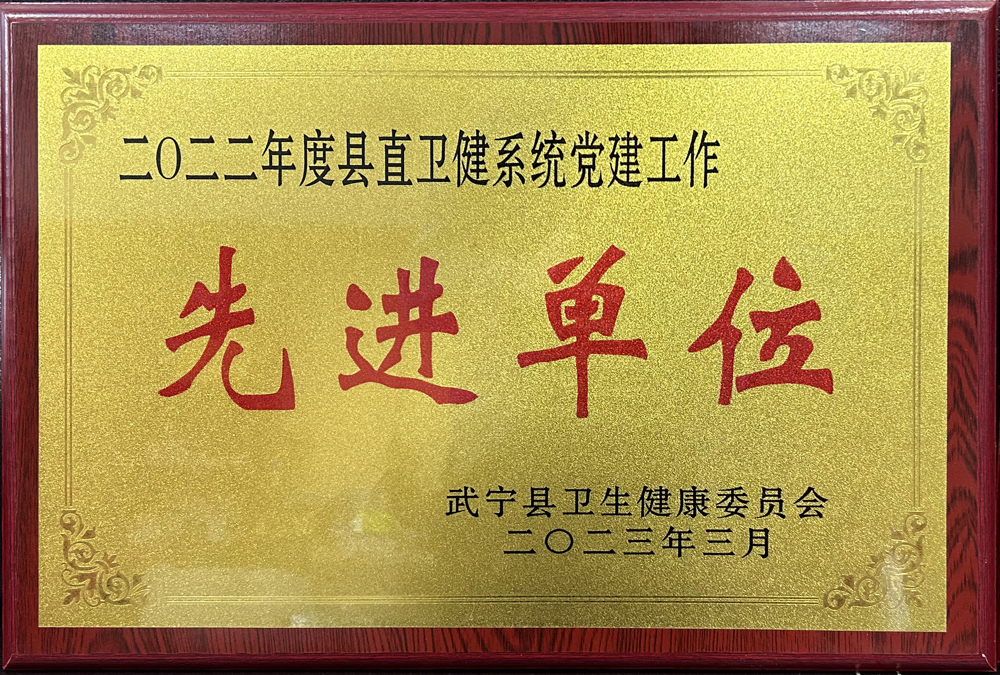 二〇二二年度县直卫健系统党建工作
先进单位
武宁县卫生健康委员会
二〇二三年三月